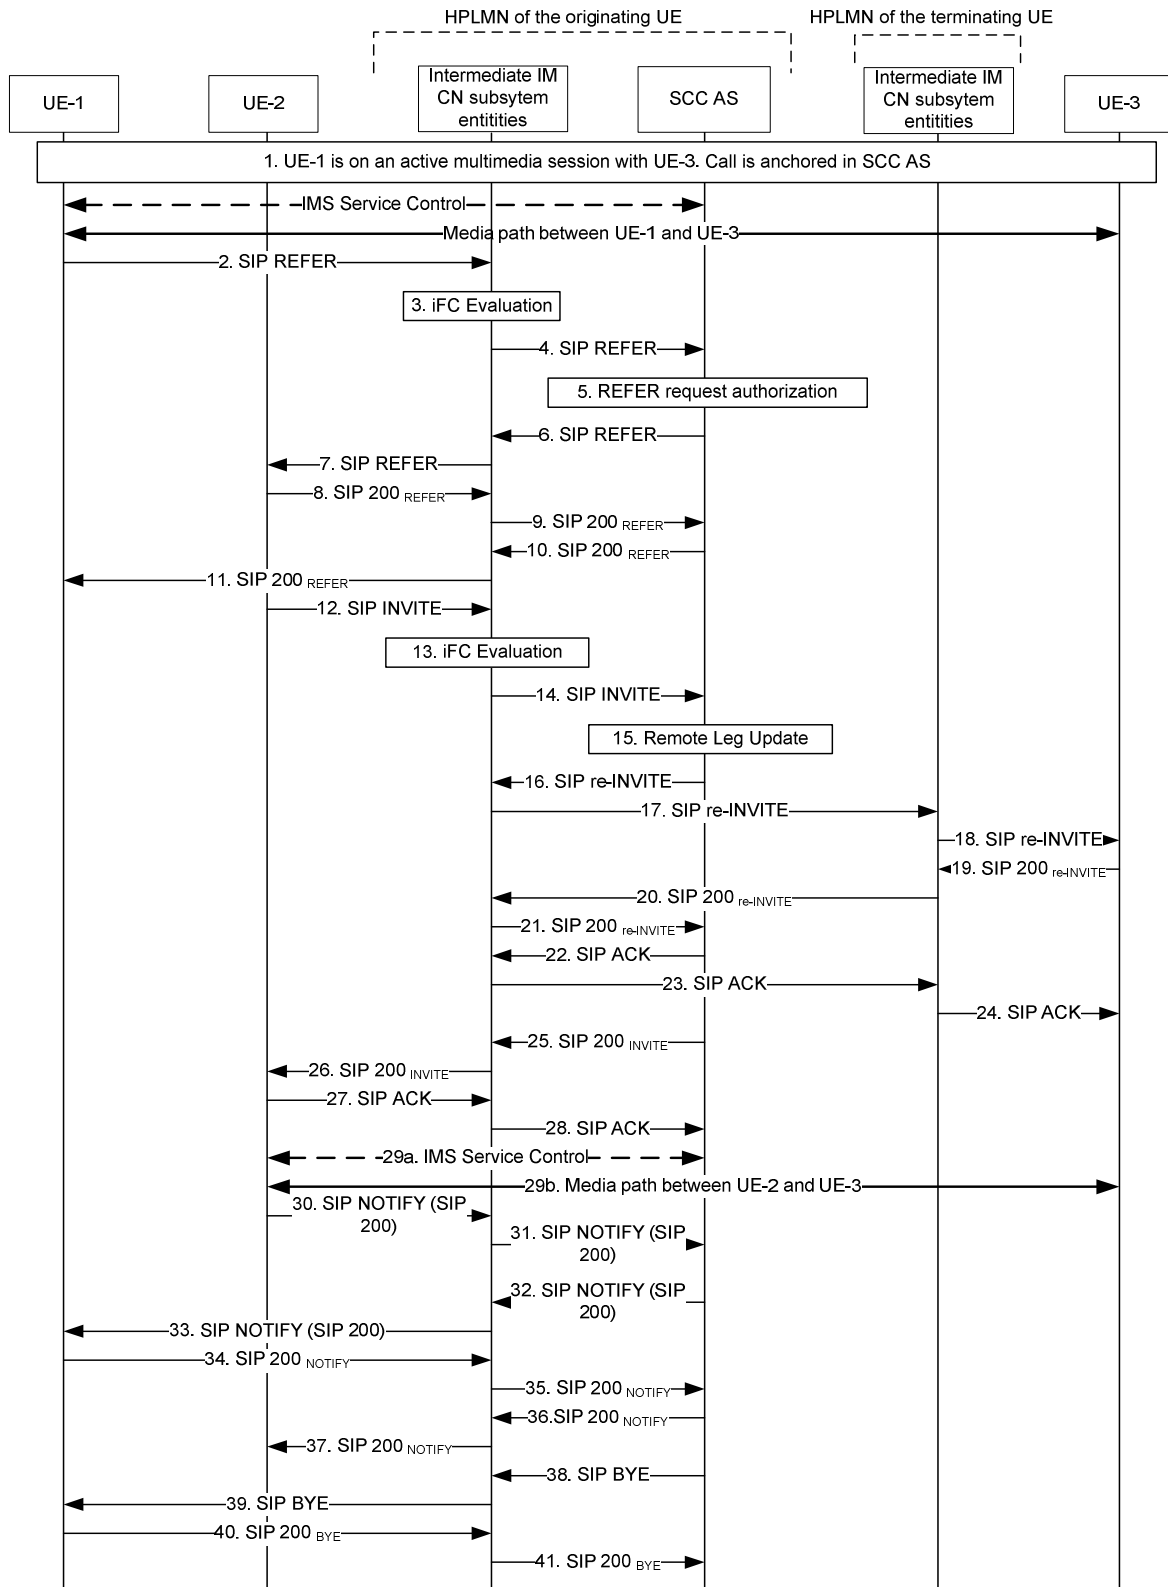 HPLMN of the originating UE
HPLMN of the terminating UE
UE-1
UE-2
Intermediate IM
CN subsytem
entities
SCC AS
Intermediate IM
CN subsytem
entities
UE-3
1. UE-1 is on an active multimedia session with UE-3. Call is anchored in SCC AS
IMS Service Control
Media path between UE-1 and UE-3
2. SIP REFER
3. iFC Evaluation
4. SIP REFER
5. REFER request authorization
6. SIP REFER
7. SIP REFER
8. SIP 200 REFER
9. SIP 200 REFER
10. SIP 200 REFER
11. SIP 200 REFER
12. SIP INVITE
13. iFC Evaluation
14. SIP INVITE
15. Remote Leg Update
16. SIP re-INVITE
17. SIP re-INVITE
18. SIP re-INVITE
19. SIP 200 re-INVITE
20. SIP 200 re-INVITE
21. SIP 200 re-INVITE
22. SIP ACK
23. SIP ACK
24. SIP ACK
25. SIP 200 INVITE
26. SIP 200 INVITE
27. SIP ACK
28. SIP ACK
29a. IMS Service Control
29b. Media path between UE-2 and UE-3
30. SIP NOTIFY (SIP
200)
31. SIP NOTIFY (SIP
200)
32. SIP NOTIFY (SIP
200)
33. SIP NOTIFY (SIP 200)
34. SIP 200 NOTIFY
35. SIP 200 NOTIFY
36.SIP 200 NOTIFY
37. SIP 200 NOTIFY
38. SIP BYE
39. SIP BYE
40. SIP 200 BYE
41. SIP 200 BYE